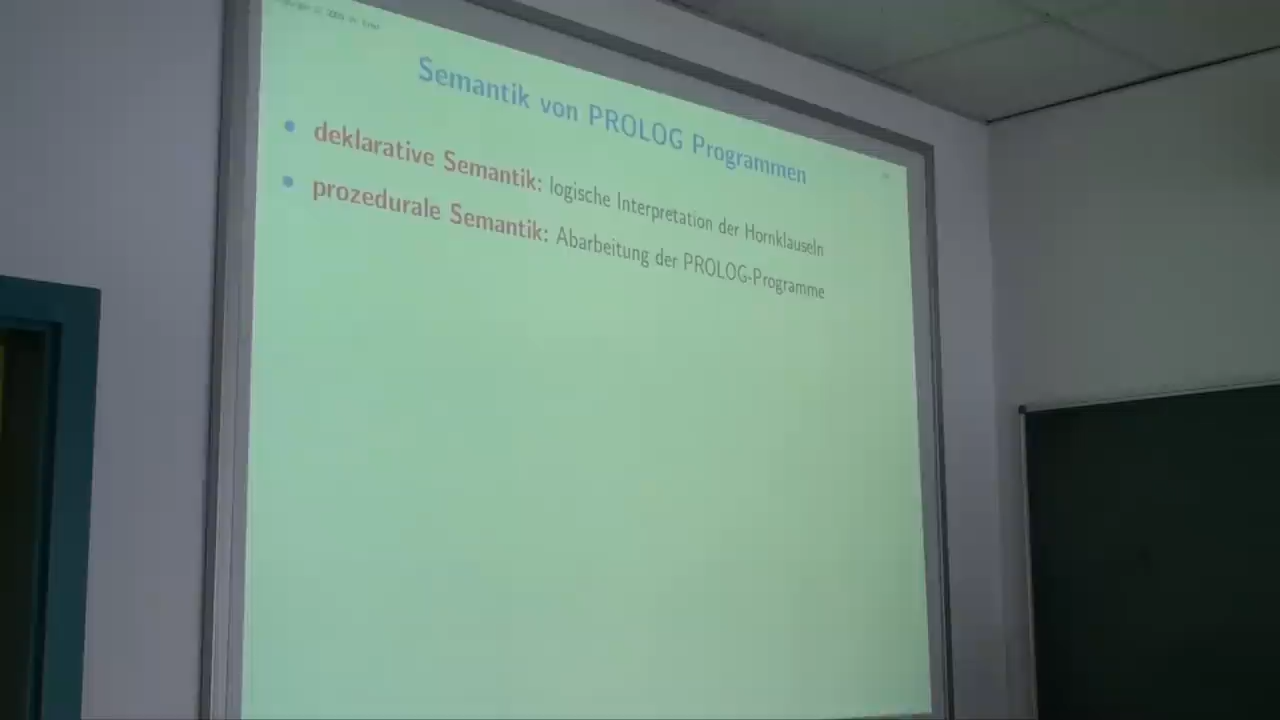 Semantik von PROLOG Programmen
deklarative Semantik: logische Interpretation der Hornklauseln
prozedurale Semantik: Abarbeitung der PROLOG-Programme